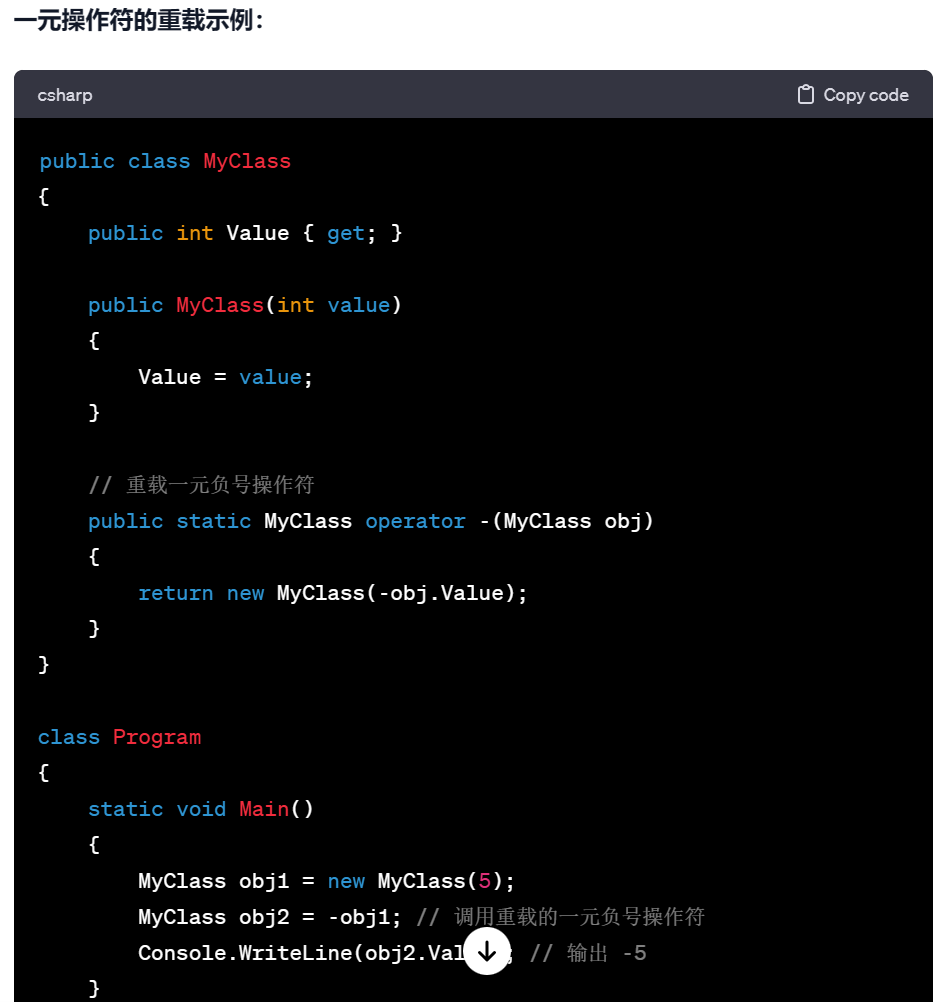 一元操作符的重载示例：
csharp
Copy code
public class MyClass
{
    public int Value { get; }
    public MyClass(int value)
    {
        Value = value;
    }
    // 重载一元负号操作符
    public static MyClass operator -(MyClass obj)
    {
        return new MyClass(-obj.Value);
    }
}
class Program
{
    static void Main()
    {
        MyClass obj1 = new MyClass(5);
        MyClass obj2 = -obj1; // 调用重载的一元负号操作符
        Console.WriteLine(obj2.Val ; // 输出 -5
    }